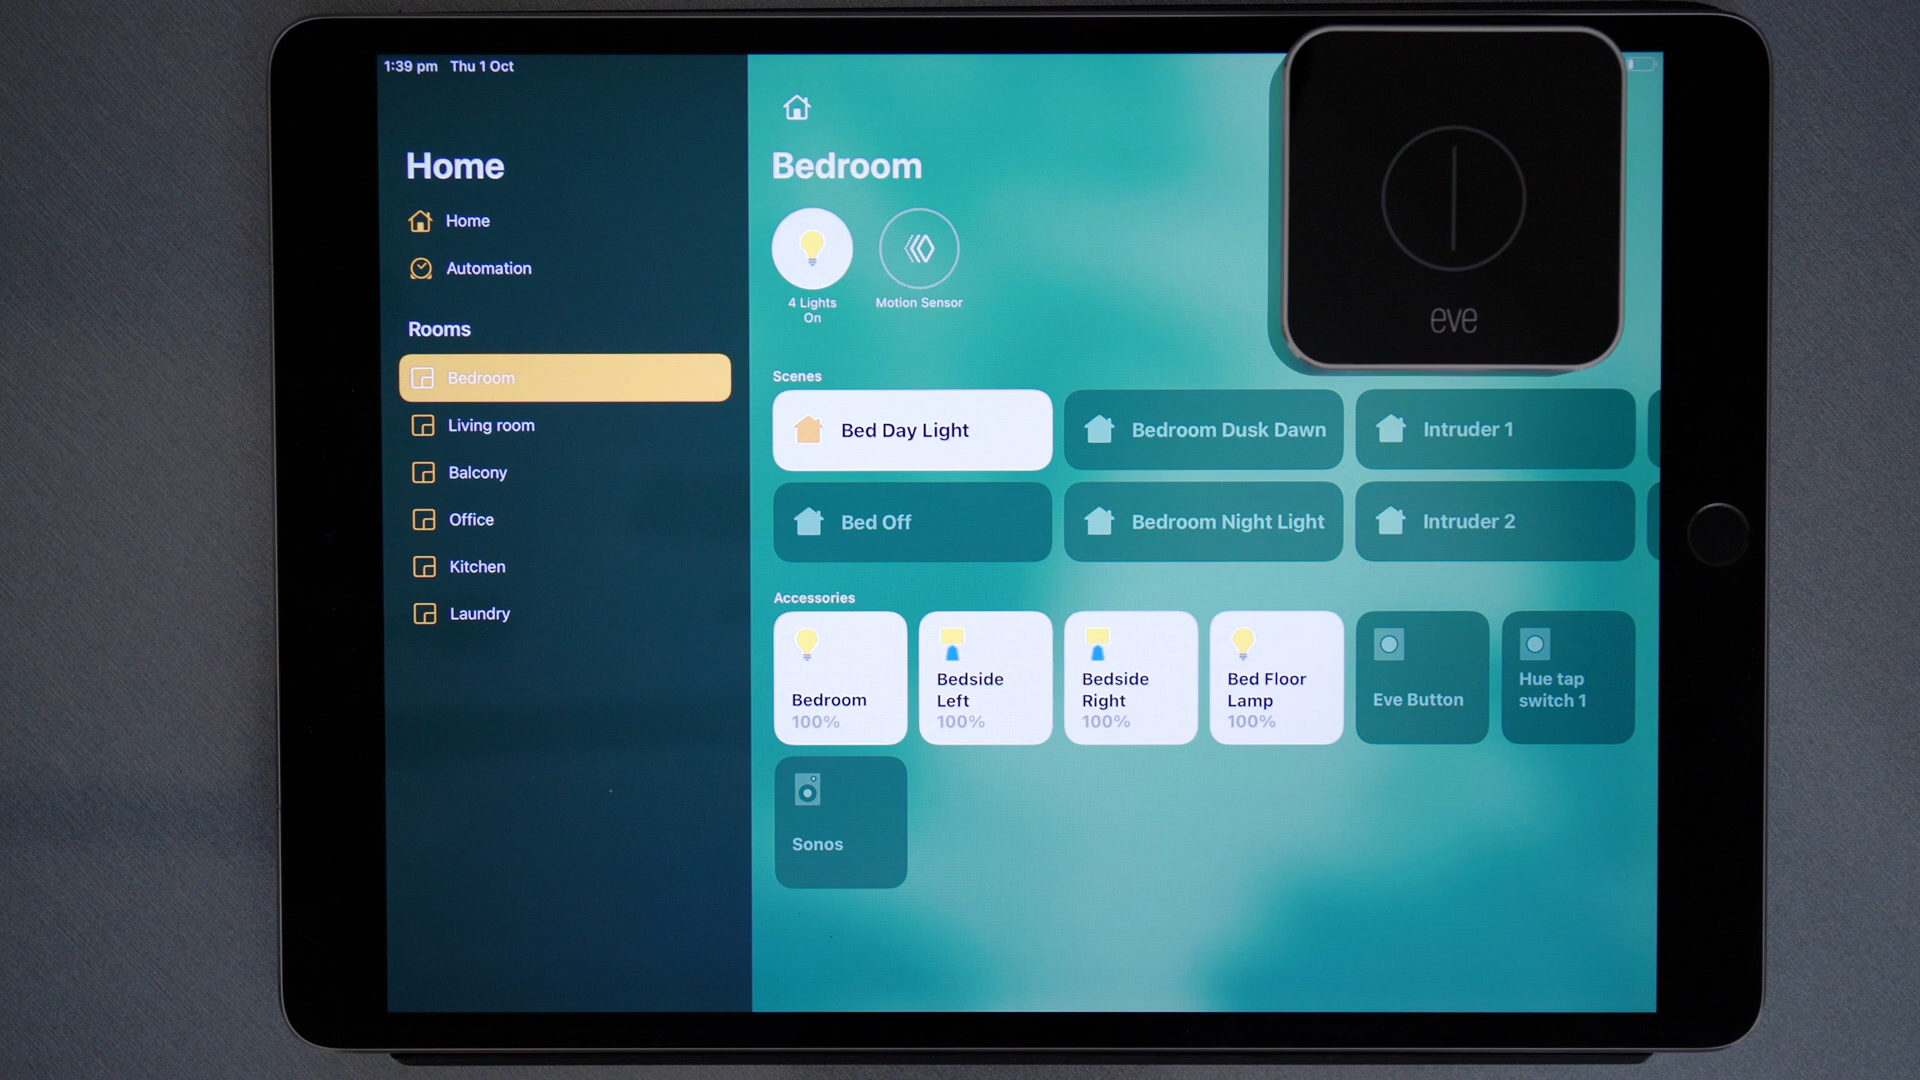 1:39 pm Thu 1 Oct
Home
Home
Automation
Rooms
Bedroom
Living room
Balcony
Office
Kitchen
Laundry
Bedroom
4 Lights
On
Motion Sensor
Scenes
Bed Day Light
Bedroom Dusk Dawn
Intruder 1
Bed Off
Bedroom Night Light
Intruder 2
Accessories
Bedroom
100%
Bedside
Left
100%
Bedside
Right
100%
Bed Floor
Lamp
100%
Eve Button
Hue tap
switch 1
Sonos
eve